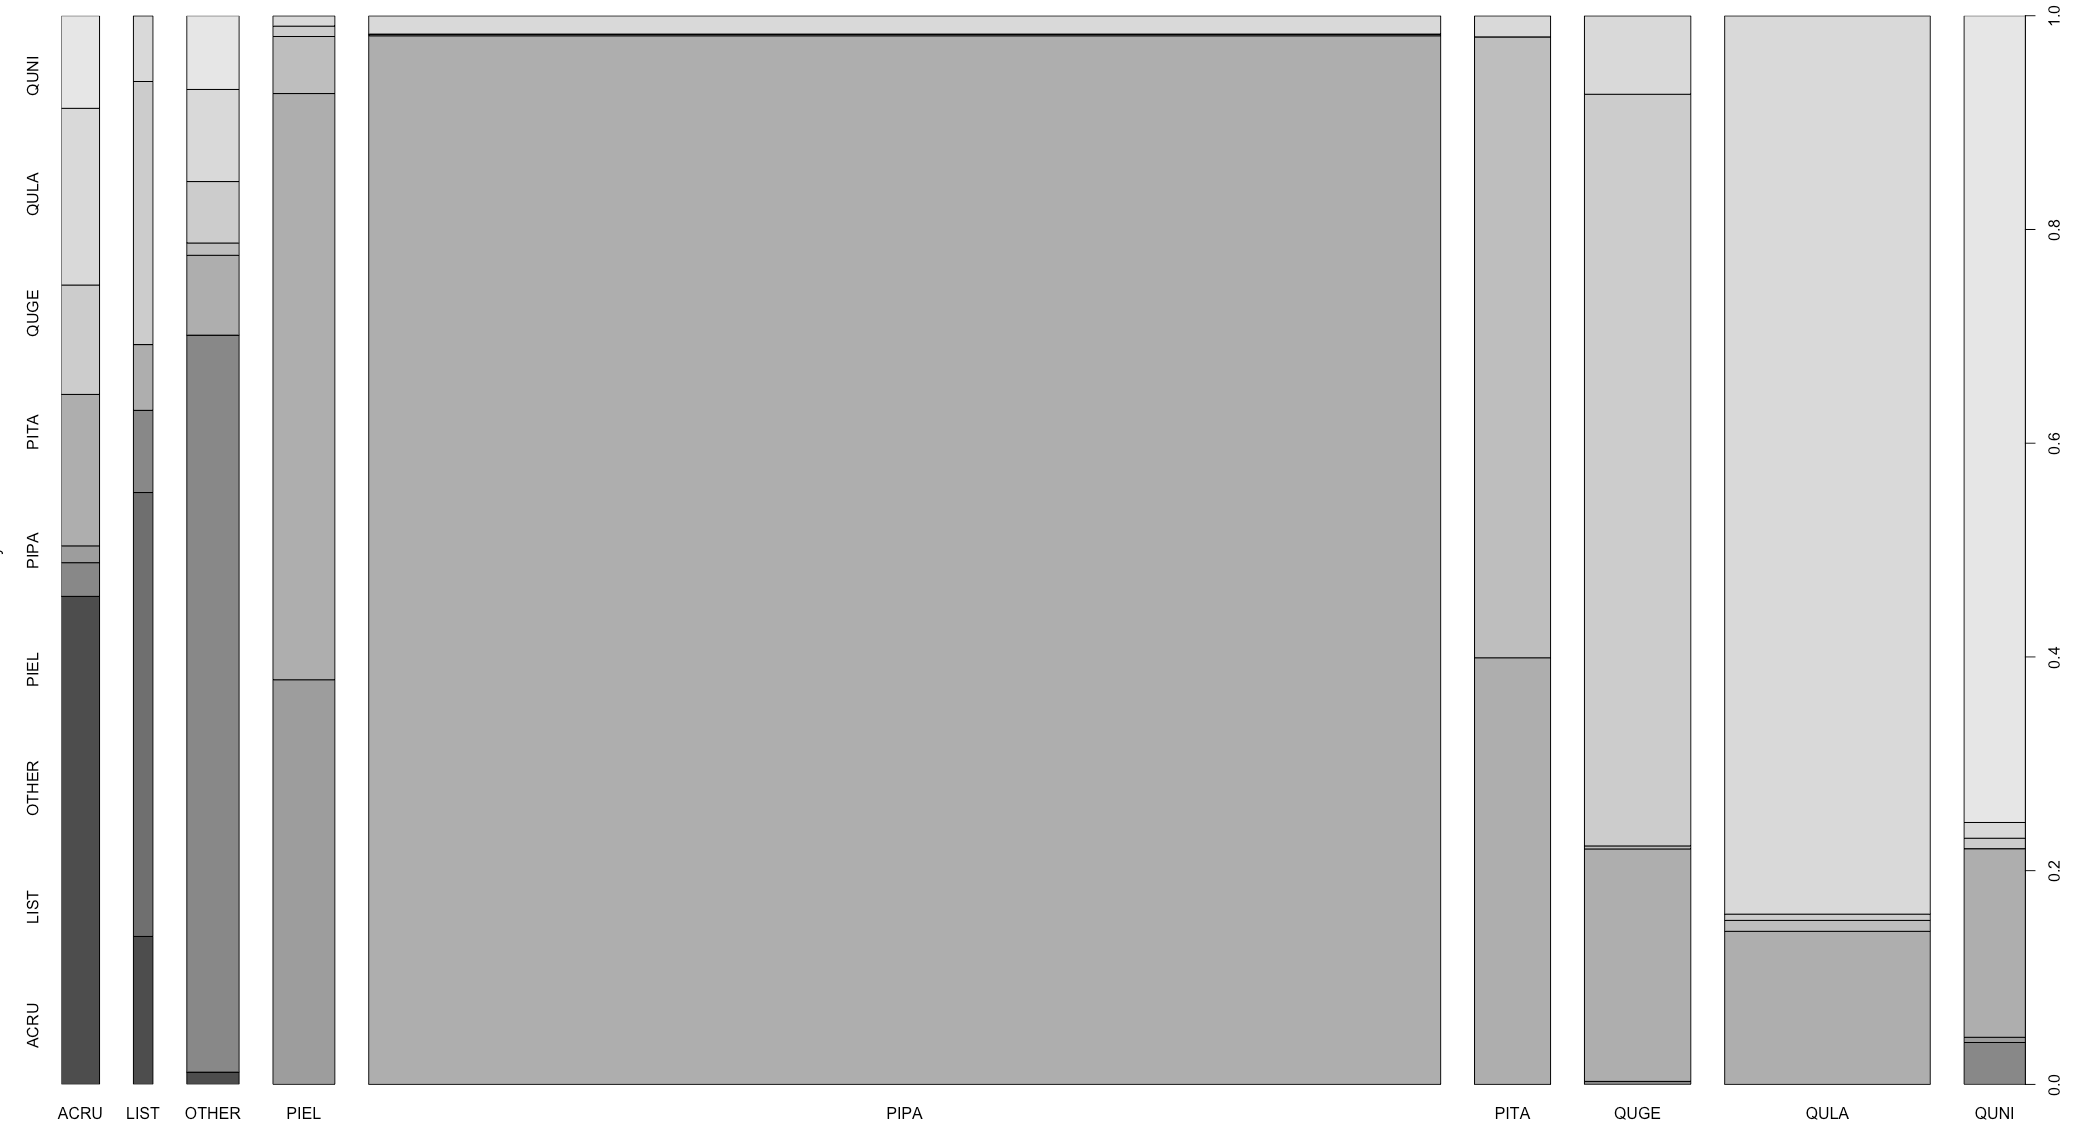 QUNI
QULA
QUGE
PITA
PIPA
PIEL
OTHER
LIST
ACRU
1.0
0.8
0.6
0.4
0.2
0.0
ACRU LIST OTHER PIEL PIPA PITA QUGE QULA QUNI